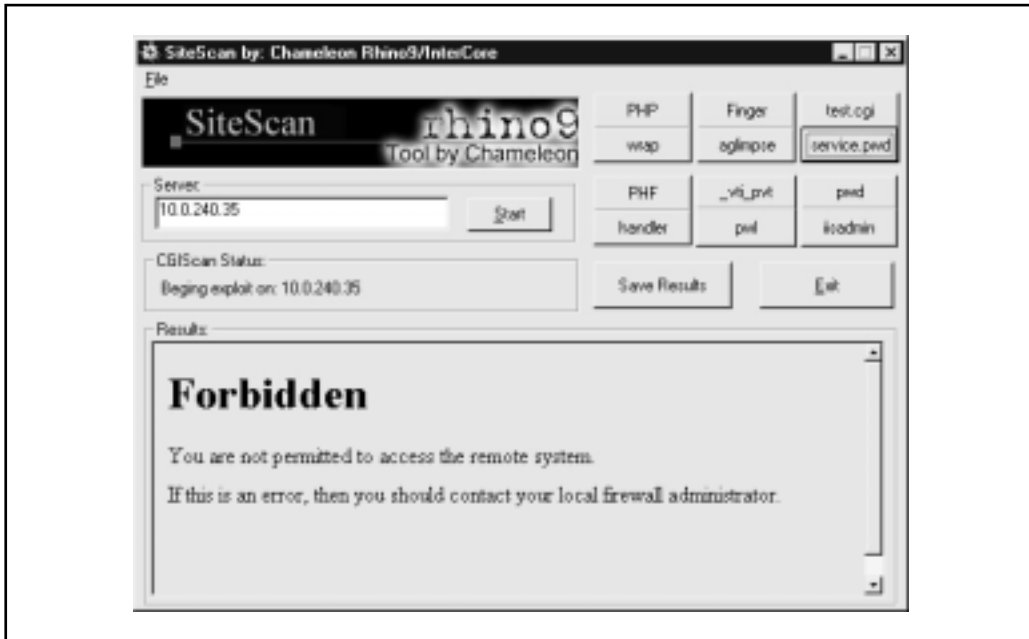 SiteScan by: Chameleon Rhino9/InterCore
File
SiteScan
rhino9
Tool by Chameleon
PHP
Finger
test.cgi
wrap
aglimpse
service.pwd
Server:
10.0.240.35
Start
PHF
_vti_pvt
pwd
handler
pwl
iisadmin
CGIScan Status:
Beging exploit on: 10.0.240.35
Save Results
Exit
Results:
Forbidden
You are not permitted to access the remote system.
If this is an error, then you should contact your local firewall administrator.